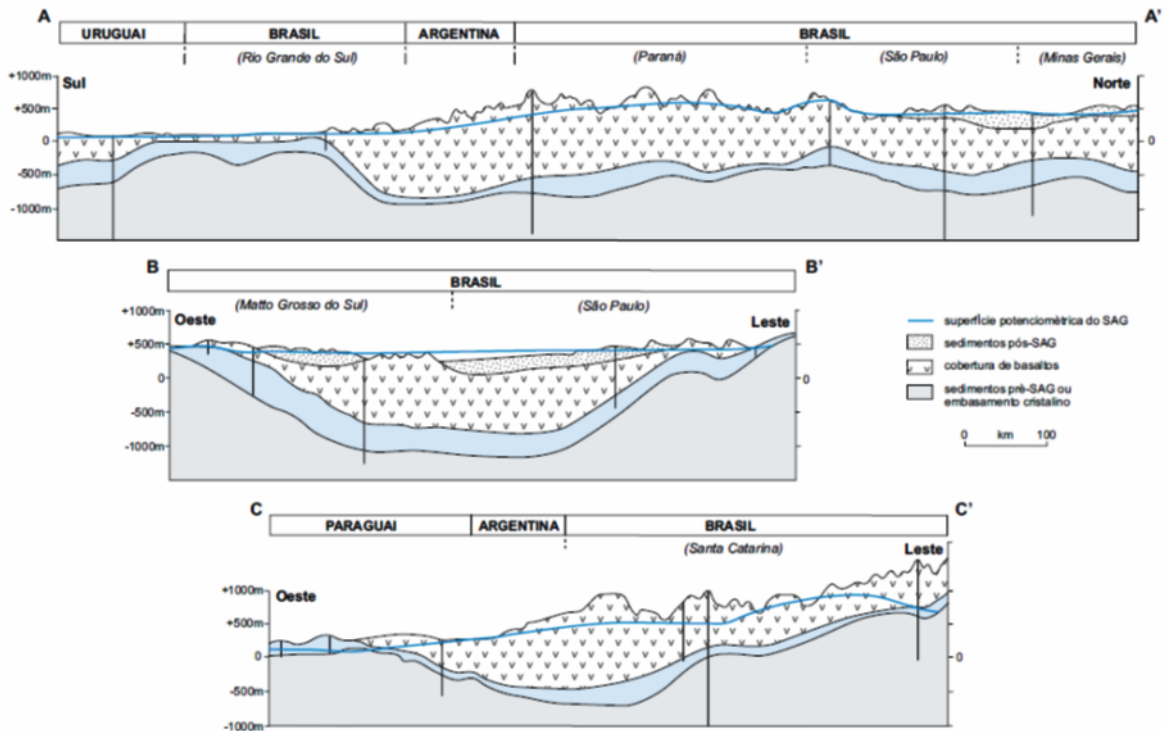 A A'
URUGUAI BRASIL ARGENTINA BRASIL
(Rio Grande do Sul) (Paraná) (São Paulo) (Minas Gerais)
+1000m Sul Norte
+500m
0 0
-500m
-1000m
B B'
BRASIL
(Matto Grosso do Sul) (São Paulo)
+1000m Oeste Leste
+500m
0 0
-500m
-1000m
superfície potenciomètrica do SAG
sedimentos pós-SAG
cobertura de basaltos
sedimentos prè-SAG ou
embasamento cristalino
0 km 100
C C'
PARAGUAI ARGENTINA BRASIL
(Santa Catarina) Leste
+1000m Oeste
+500m
0 0
-500m
-1000m